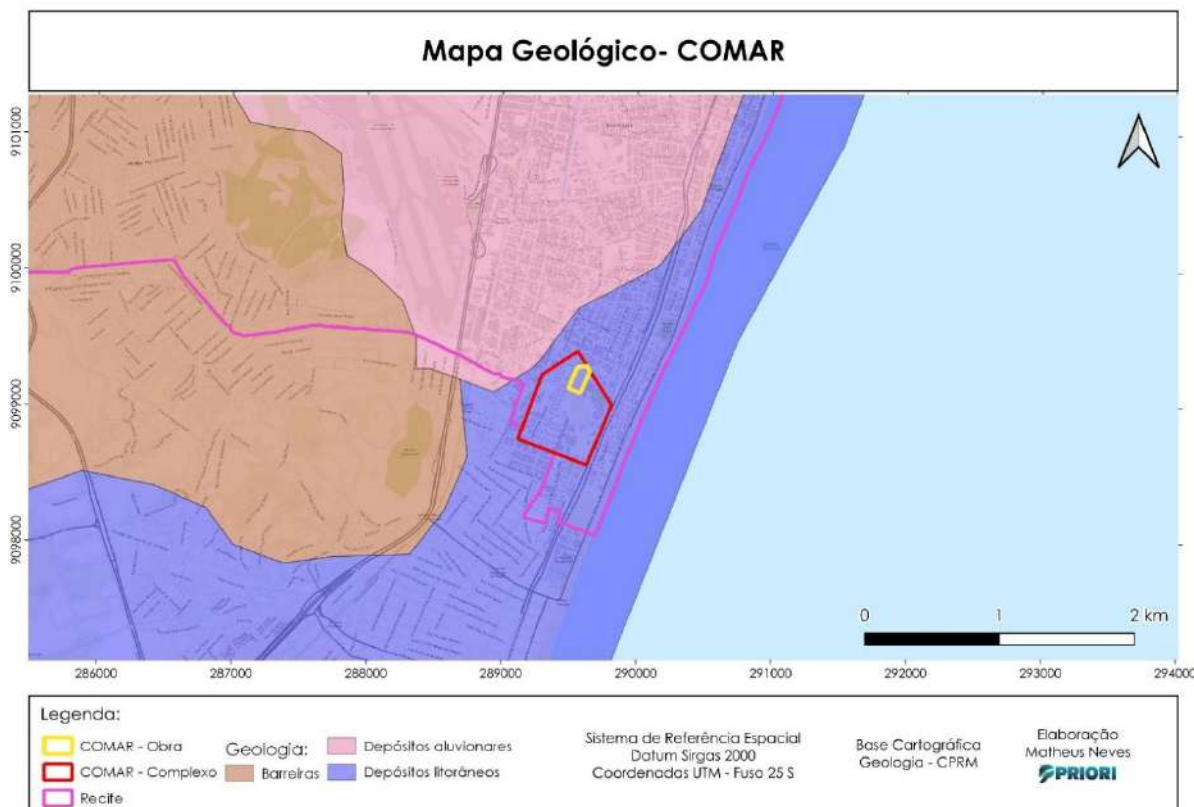 Mapa Geológico- COMAR
9101000
9100000
9099000
9098000
0 1 2 km
286000 287000 288000 289000 290000 291000 292000 293000 294000
Legenda:
COMAR - Obra
COMAR - Complexo
Recife
Geologia:
Barreiras
Depósitos aluvionares
Depósitos litorâneos
Sistema de Referência Espacial
Datum Sirgas 2000
Coordenadas UTM - Fuso 25 S
Base Cartográfica
Geologia - CPRM
Elaboração
Matheus Neves
PRIORI